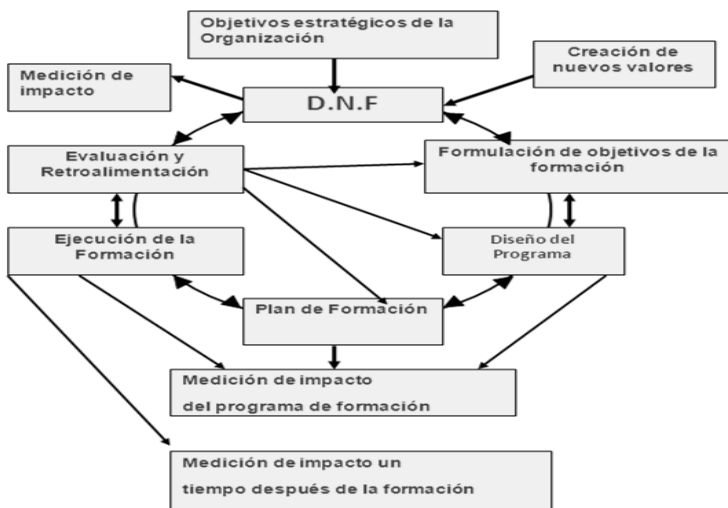 Objetivos estratégicos de la
Organización
Creación de
nuevos valores
Medición de
impacto
D.N.F
Evaluación y
Retroalimentación
Formulación de objetivos de la
formación
Ejecución de la
Formación
Diseño del
Programa
Plan de Formación
Medición de impacto
del programa de formación
Medición de impacto un
tiempo después de la formación